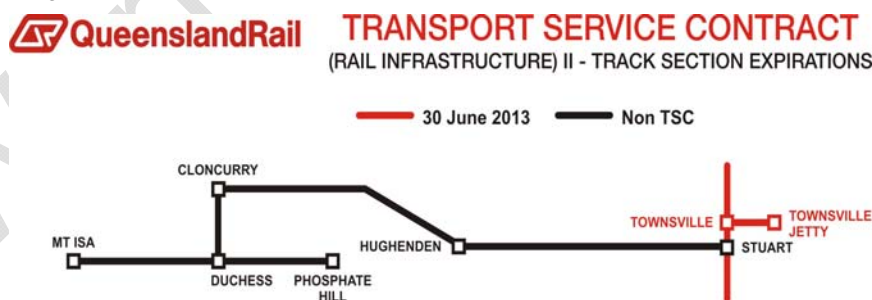 QueenslandRail
TRANSPORT SERVICE CONTRACT
(RAIL INFRASTRUCTURE) II - TRACK SECTION EXPIRATIONS
30 June 2013
Non TSC
CLONCURRY
TOWNSVILLE
TOWNSVILLE
JETTY
MT ISA
HUGHENDEN
STUART
DUCHESS
PHOSPHATE
HILL